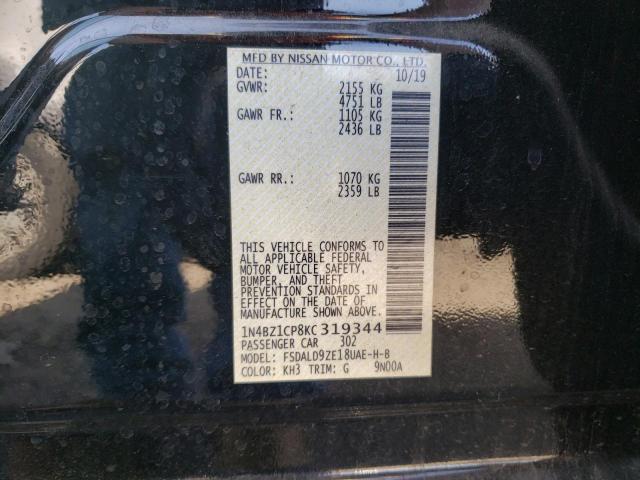 MFD BY NISSAN MOTOR CO., LTD.
DATE: 10/19
GVWR: 2155 KG
4751 LB
GAWR FR.: 1105 KG
2436 LB
GAWR RR.: 1070 KG
2359 LB
THIS VEHICLE CONFORMS TO
ALL APPLICABLE FEDERAL
MOTOR VEHICLE SAFETY,
BUMPER, AND THEFT
PREVENTION STANDARDS IN
EFFECT ON THE DATE OF
MANUFACTURE SHOWN ABOVE.
1N4BZ1CP8KC319344
PASSENGER CAR 302
MODEL: FSDALD9ZE18UAE-H-B
COLOR: KH3 TRIM: G 9N00A